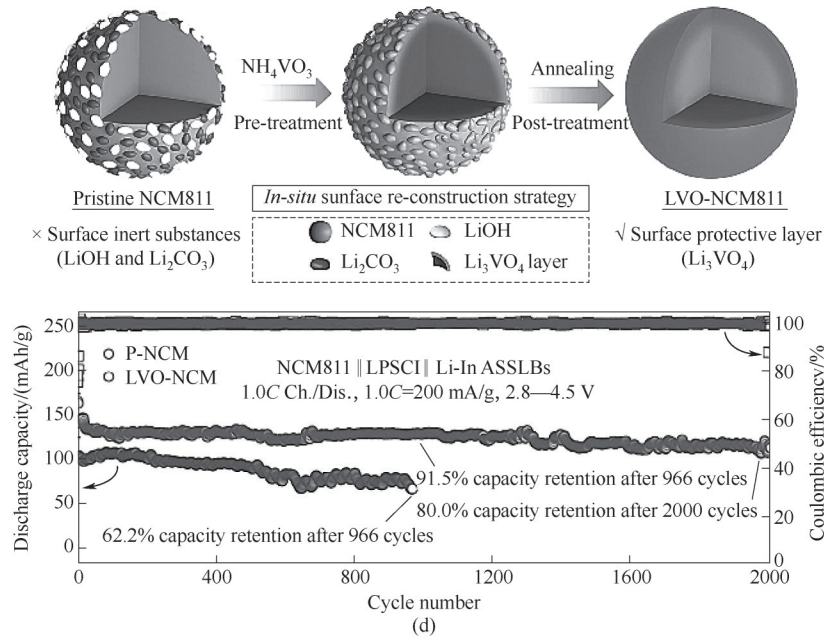 NH₄VO₃
Pre-treatment
Annealing
Post-treatment
Pristine NCM811
In-situ sunface re-construction strategy
LVO-NCM811
× Surface inert substances
(LiOH and Li₂CO₃)
NCM811
LiOH
Li₂CO₃
Li₃VO₄ layer
√ Surface protective layer
(Li₃VO₄)
Discharge capacity/(mAh/g)
250
200
150
100
50
0
P-NCM
LVO-NCM
NCM811 ‖ LPSCI ‖ Li-In ASSLBs
1.0C Ch./Dis., 1.0C=200 mA/g, 2.8—4.5 V
91.5% capacity retention after 966 cycles
80.0% capacity retention after 2000 cycles
62.2% capacity retention after 966 cycles
100
80
60
40
20
0
Coulombic efficiency/%
0
400
800
1200
1600
2000
Cycle number
(d)